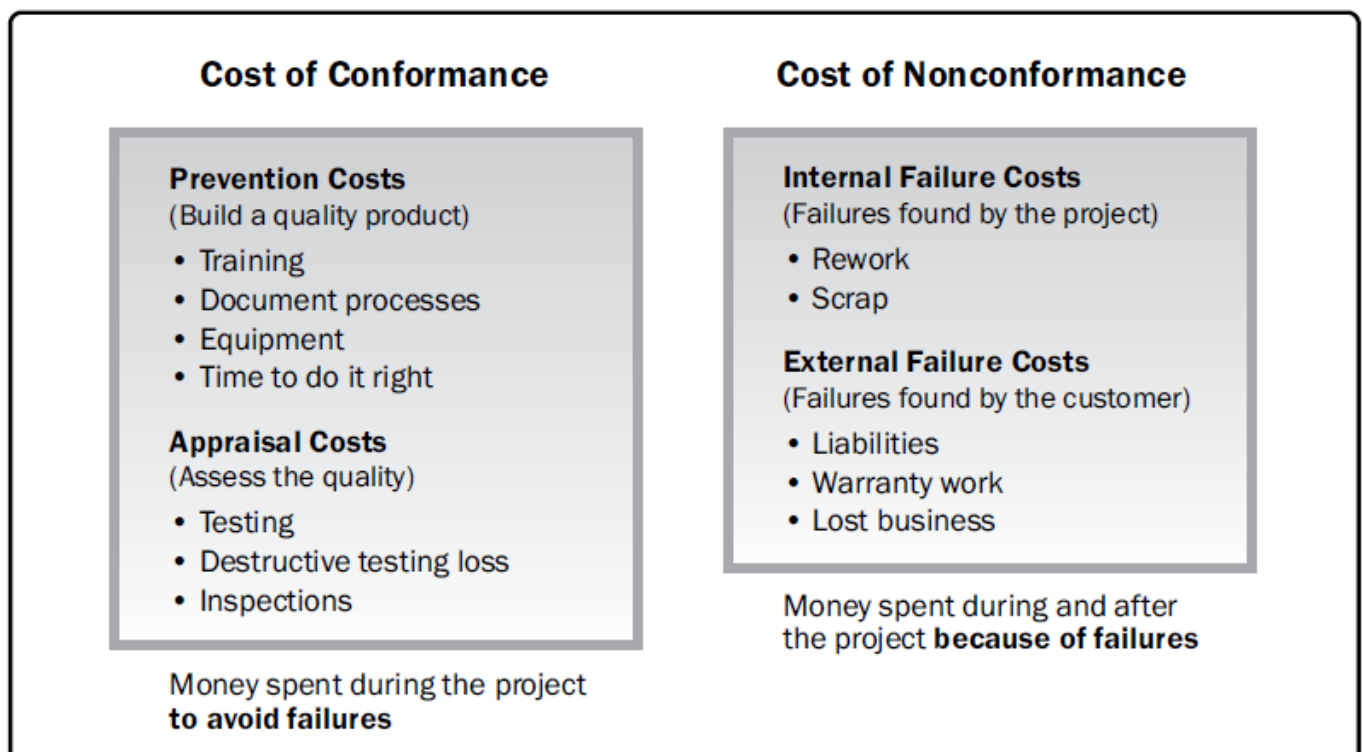 Cost of Conformance
Prevention Costs
(Build a quality product)
• Training
• Document processes
• Equipment
• Time to do it right
Appraisal Costs
(Assess the quality)
• Testing
• Destructive testing loss
• Inspections
Money spent during the project
to avoid failures
Cost of Nonconformance
Internal Failure Costs
(Failures found by the project)
• Rework
• Scrap
External Failure Costs
(Failures found by the customer)
• Liabilities
• Warranty work
• Lost business
Money spent during and after
the project because of failures